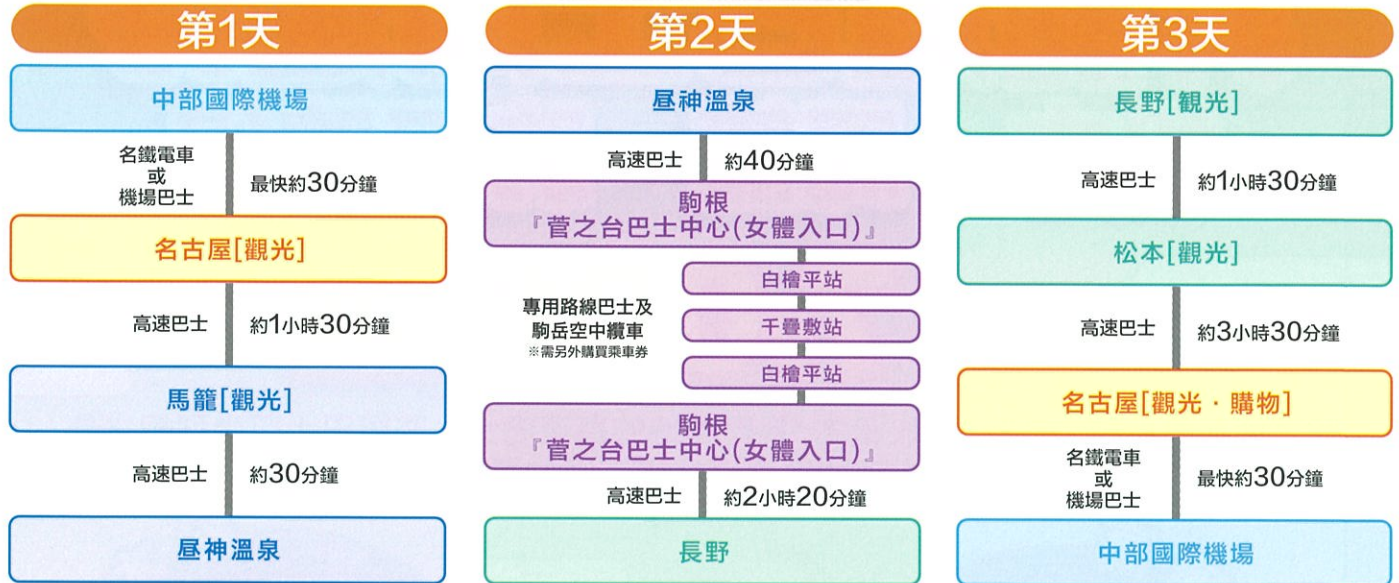 第1天
中部國際機場
名鐵電車
或
機場巴士
最快約30分鐘
名古屋[觀光]
高速巴士 約1小時30分鐘
馬籠[觀光]
高速巴士 約30分鐘
昼神溫泉
第2天
昼神溫泉
高速巴士 約40分鐘
駒根
『菅之台巴士中心(女體入口)』
白檜平站
專用路線巴士及
駒岳空中纜車
※需另外購買乘車券
千疊敷站
白檜平站
駒根
『菅之台巴士中心(女體入口)』
高速巴士 約2小時20分鐘
長野
第3天
長野[觀光]
高速巴士 約1小時30分鐘
松本[觀光]
高速巴士 約3小時30分鐘
名古屋[觀光・購物]
名鐵電車
或
機場巴士
最快約30分鐘
中部國際機場